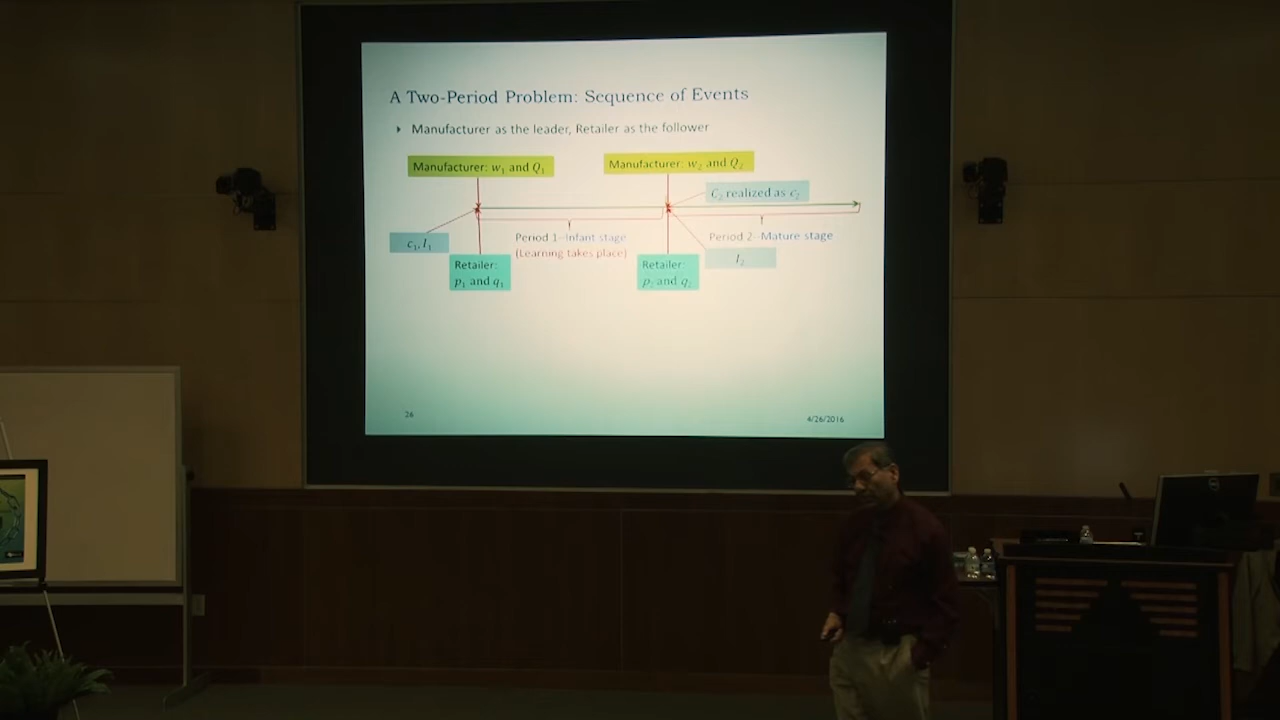 A Two-Period Problem: Sequence of Events
Manufacturer as the leader, Retailer as the follower
Manufacturer: w₁ and Q₁
Manufacturer: w₂ and Q₂
C₂ realized as c₂
c₁, I₁
Period 1--Infant stage
(Learning takes place)
Period 2--Mature stage
I₂
Retailer:
p₁ and q₁
Retailer:
p₂ and q₂
26
4/26/2016
DELL